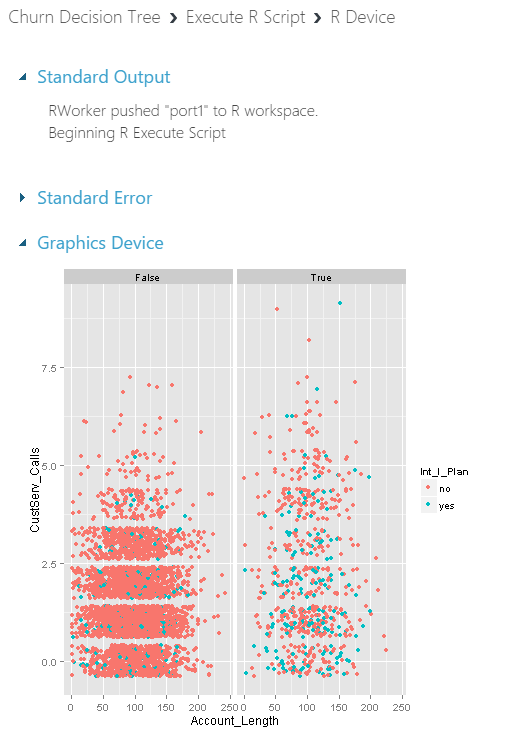 Churn Decision Tree › Execute R Script › R Device
Standard Output
RWorker pushed "port1" to R workspace.
Beginning R Execute Script
Standard Error
Graphics Device
False
True
7.5
5.0
2.5
0.0
CustServ_Calls
0 50 100 150 200 250
0 50 100 150 200 250
Account_Length
Int_l_Plan
no
yes